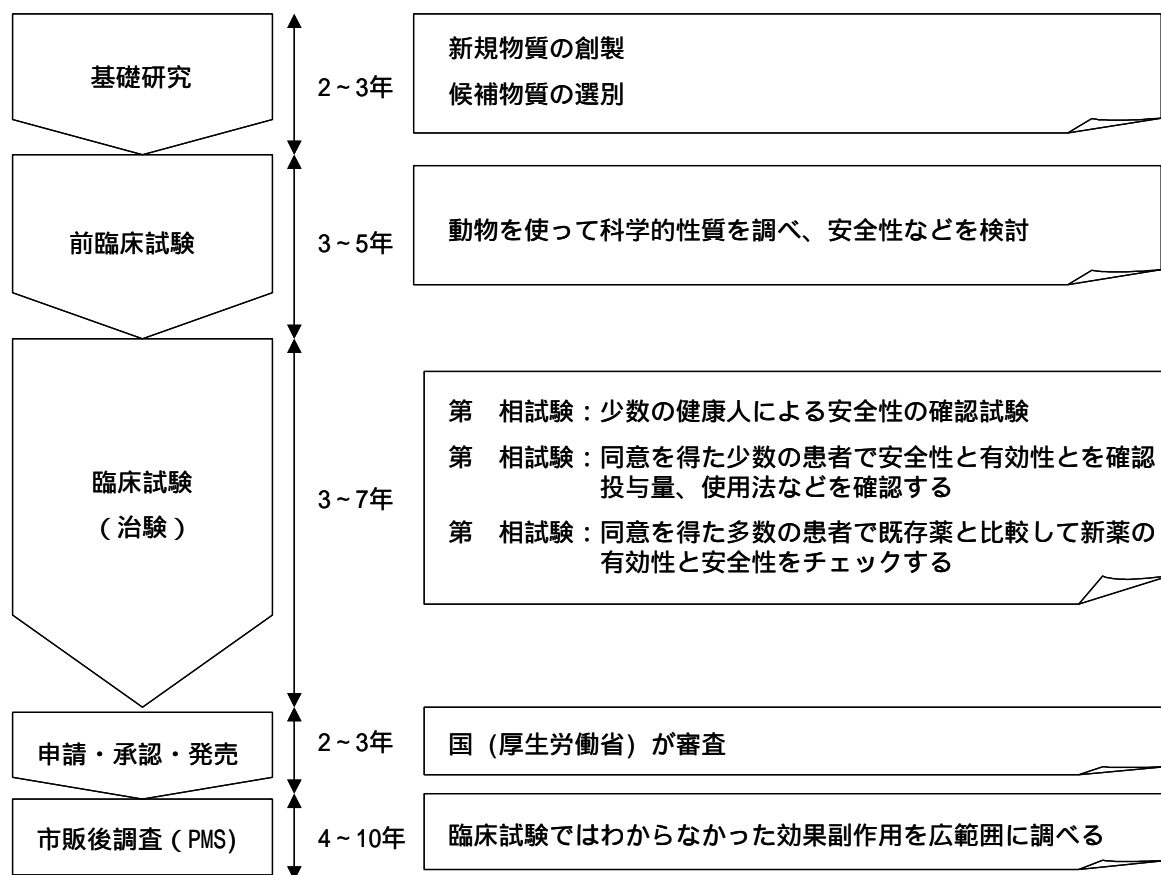 基礎研究
2~3年
新規物質の創製
候補物質の選別
前臨床試験
3~5年
動物を使って科学的性質を調べ、安全性などを検討
臨床試験
(治験)
3~7年
第　相試験：少数の健康人による安全性の確認試験
第　相試験：同意を得た少数の患者で安全性と有効性とを確認
投与量、使用法などを確認する
第　相試験：同意を得た多数の患者で既存薬と比較して新薬の
有効性と安全性をチェックする
申請・承認・発売
2~3年
国 (厚生労働省) が審査
市販後調査 (PMS)
4~10年
臨床試験ではわからなかった効果副作用を広範囲に調べる